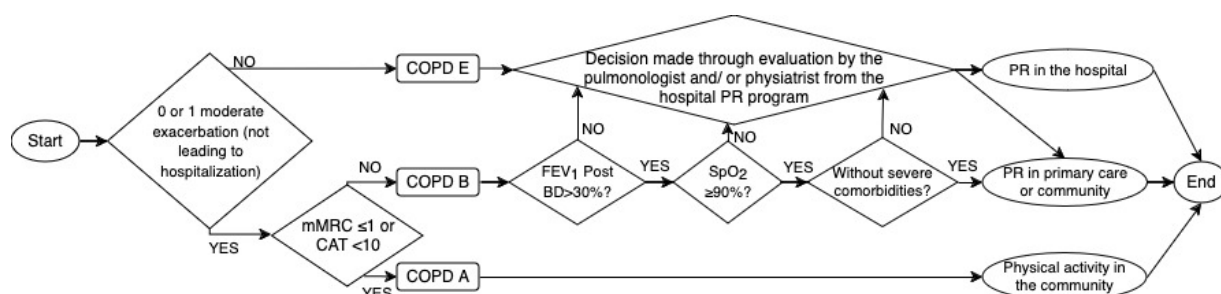 Start
0 or 1 moderate
exacerbation (not
leading to
hospitalization)
NO
COPD E
Decision made through evaluation by the
pulmonologist and/ or physiatrist from the
hospital PR program
PR in the hospital
YES
mMRC ≤1 or
CAT <10
NO
COPD B
FEV1 Post
BD>30%?
NO
YES
SpO2
≥90%?
NO
YES
Without severe
comorbidities?
NO
YES
PR in primary care
or community
End
YES
COPD A
Physical activity in
the community